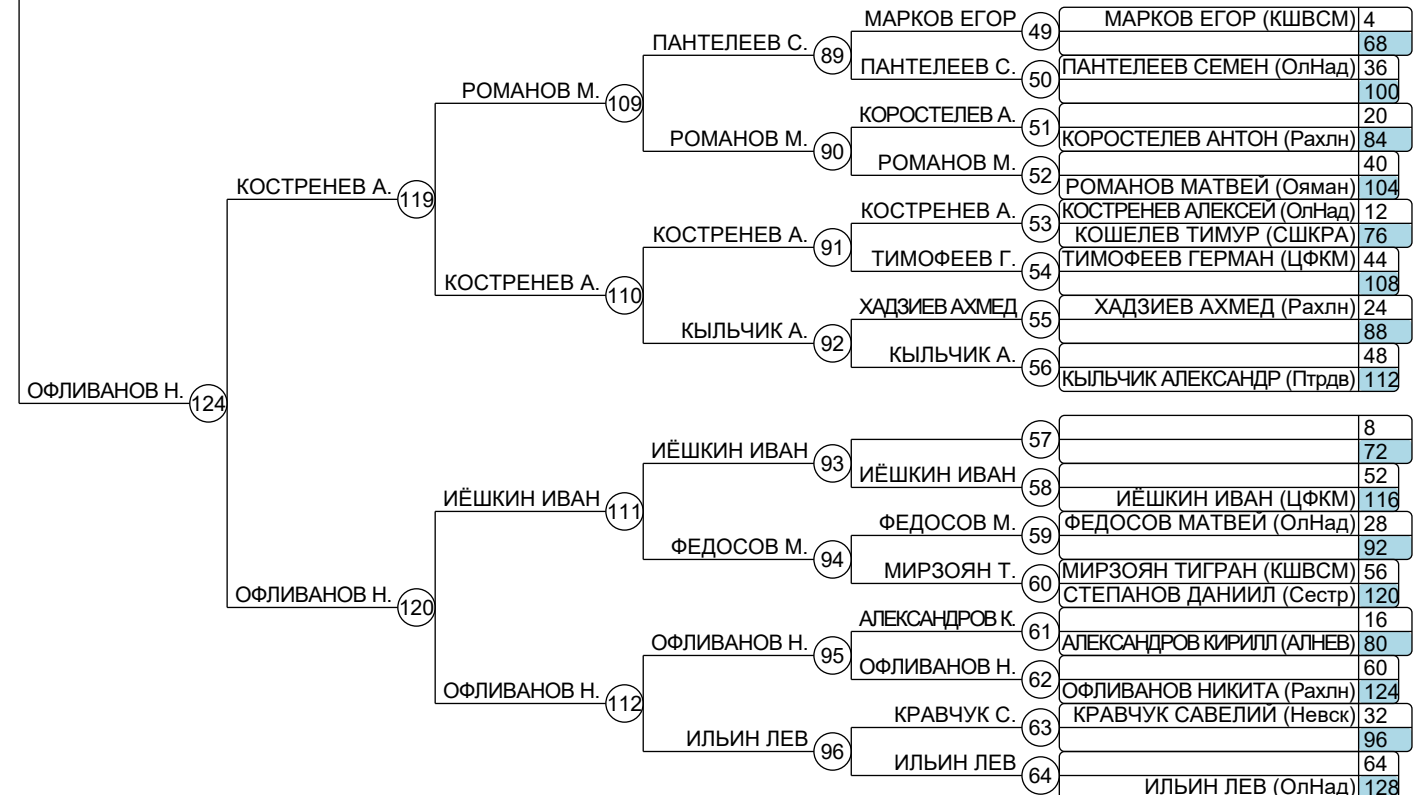 МАРКОВ ЕГОР 49 МАРКОВ ЕГОР (КШВСМ) 4
ПАНТЕЛЕЕВ С. 89 68
ПАНТЕЛЕЕВ С. 50 ПАНТЕЛЕЕВ СЕМЕН (ОлНад) 36
РОМАНОВ М. 109 100
КОРОСТЕЛЕВ А. 51 20
РОМАНОВ М. 90 КОРОСТЕЛЕВ АНТОН (Рахлн) 84
РОМАНОВ М. 52 40
КОСТРЕНЕВ А. 119 РОМАНОВ МАТВЕЙ (Ояман) 104
КОСТРЕНЕВ А. 53 КОСТРЕНЕВ АЛЕКСЕЙ (ОлНад) 12
КОСТРЕНЕВ А. 91 КОШЕЛЕВ ТИМУР (СШКРА) 76
ТИМОФЕЕВ Г. 54 ТИМОФЕЕВ ГЕРМАН (ЦФКМ) 44
КОСТРЕНЕВ А. 110 108
ХАДЗИЕВ АХМЕД 55 ХАДЗИЕВ АХМЕД (Рахлн) 24
КЫЛЬЧИК А. 92 88
КЫЛЬЧИК А. 56 48
КЫЛЬЧИК АЛЕКСАНДР (Птрдв) 112
ОФЛИВАНОВ Н. 124
57 8
ИЁШКИН ИВАН 93 72
ИЁШКИН ИВАН 58 52
ИЁШКИН ИВАН 111 ИЁШКИН ИВАН (ЦФКМ) 116
ФЕДОСОВ М. 59 ФЕДОСОВ МАТВЕЙ (ОлНад) 28
ФЕДОСОВ М. 94 92
МИРЗОЯН Т. 60 МИРЗОЯН ТИГРАН (КШВСМ) 56
ОФЛИВАНОВ Н. 120 СТЕПАНОВ ДАНИИЛ (Сестр) 120
АЛЕКСАНДРОВ К. 61 16
ОФЛИВАНОВ Н. 95 АЛЕКСАНДРОВ КИРИЛЛ (АЛНЕВ) 80
ОФЛИВАНОВ Н. 62 60
ОФЛИВАНОВ Н. 112 ОФЛИВАНОВ НИКИТА (Рахлн) 124
КРАВЧУК С. 63 КРАВЧУК САВЕЛИЙ (Невск) 32
ИЛЬИН ЛЕВ 96 96
ИЛЬИН ЛЕВ 64 64
ИЛЬИН ЛЕВ (ОлНад) 128